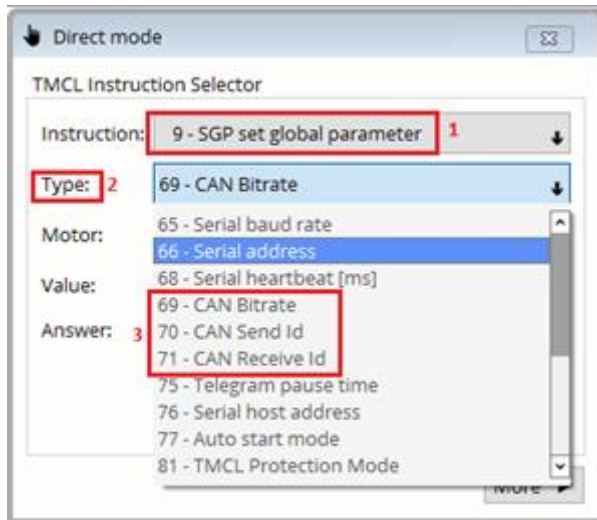 Direct mode
TMCL Instruction Selector
Instruction: 9 - SGP set global parameter 1
Type: 2 69 - CAN Bitrate
65 - Serial baud rate
Motor:
66 - Serial address
Value: 68 - Serial heartbeat [ms]
69 - CAN Bitrate
Answer: 3 70 - CAN Send Id
71 - CAN Receive Id
75 - Telegram pause time
76 - Serial host address
77 - Auto start mode
81 - TMCL Protection Mode
More